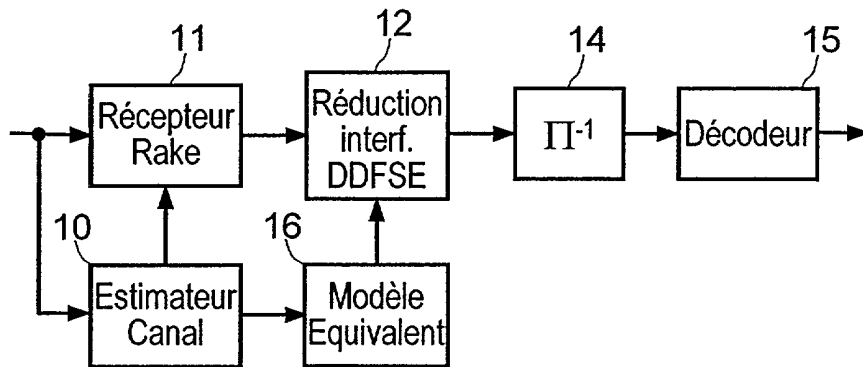 11
12
14
15
Récepteur
Rake
Réduction
interf.
DDFSE
Π-1
Décodeur
10
16
Estimateur
Canal
Modèle
Equivalent